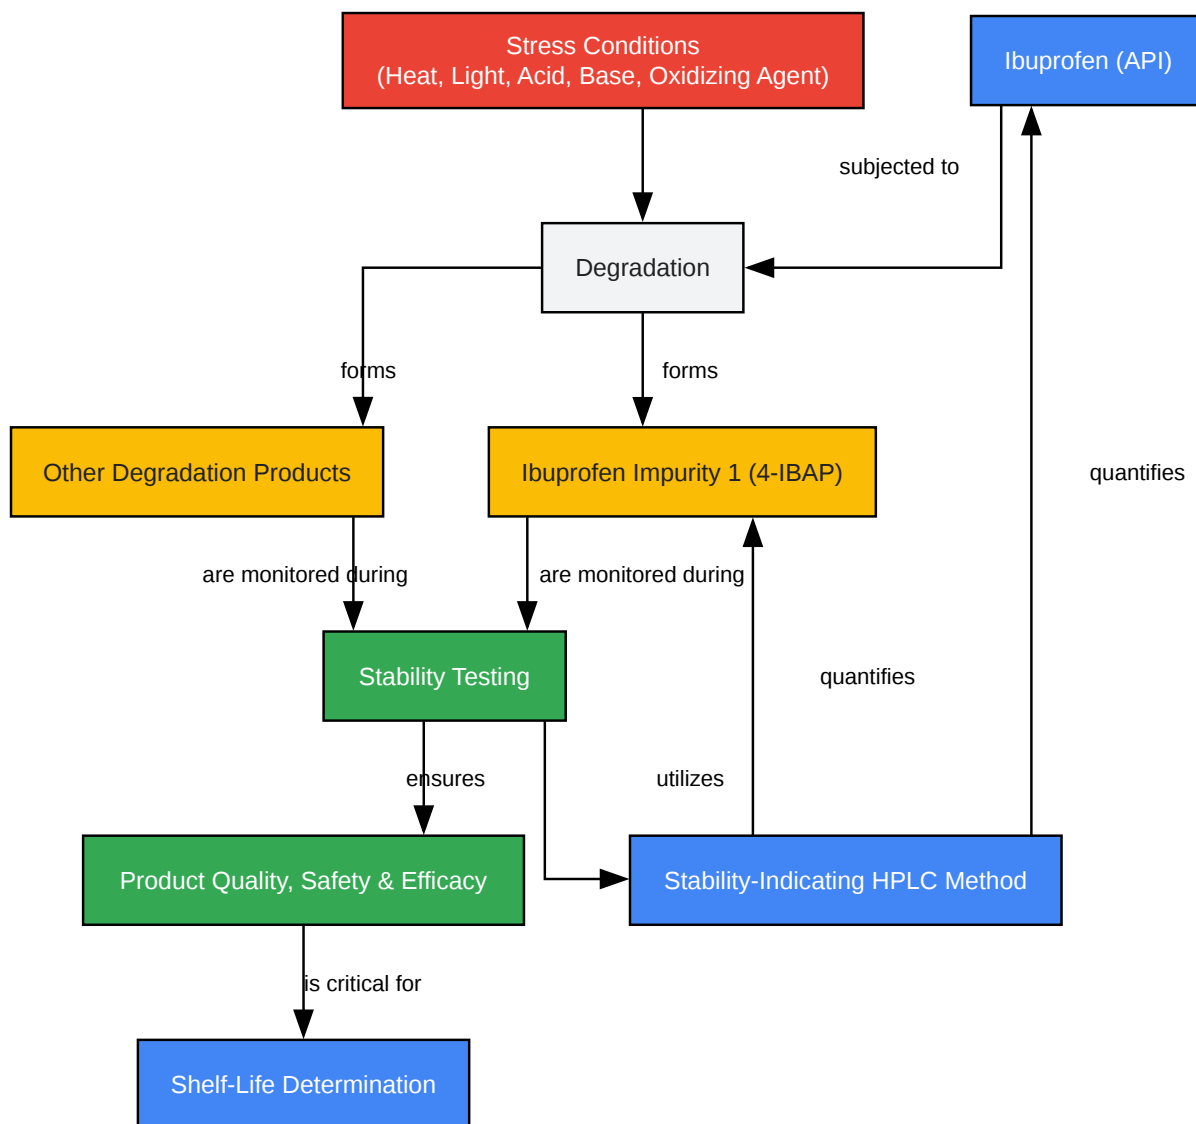 Stress Conditions
(Heat, Light, Acid, Base, Oxidizing Agent)
Ibuprofen (API)
subjected to
Degradation
forms
forms
Other Degradation Products
Ibuprofen Impurity 1 (4-IBAP)
quantifies
are monitored during
are monitored during
Stability Testing
quantifies
ensures
utilizes
Product Quality, Safety & Efficacy
Stability-Indicating HPLC Method
is critical for
Shelf-Life Determination